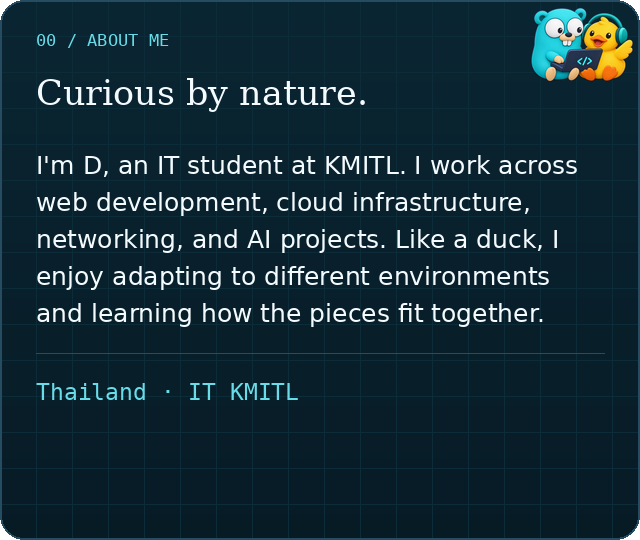 00 / ABOUT ME
Curious by nature.
I'm D, an IT student at KMITL. I work across
web development, cloud infrastructure,
networking, and AI projects. Like a duck, I
enjoy adapting to different environments
and learning how the pieces fit together.
Thailand · IT KMITL
</>